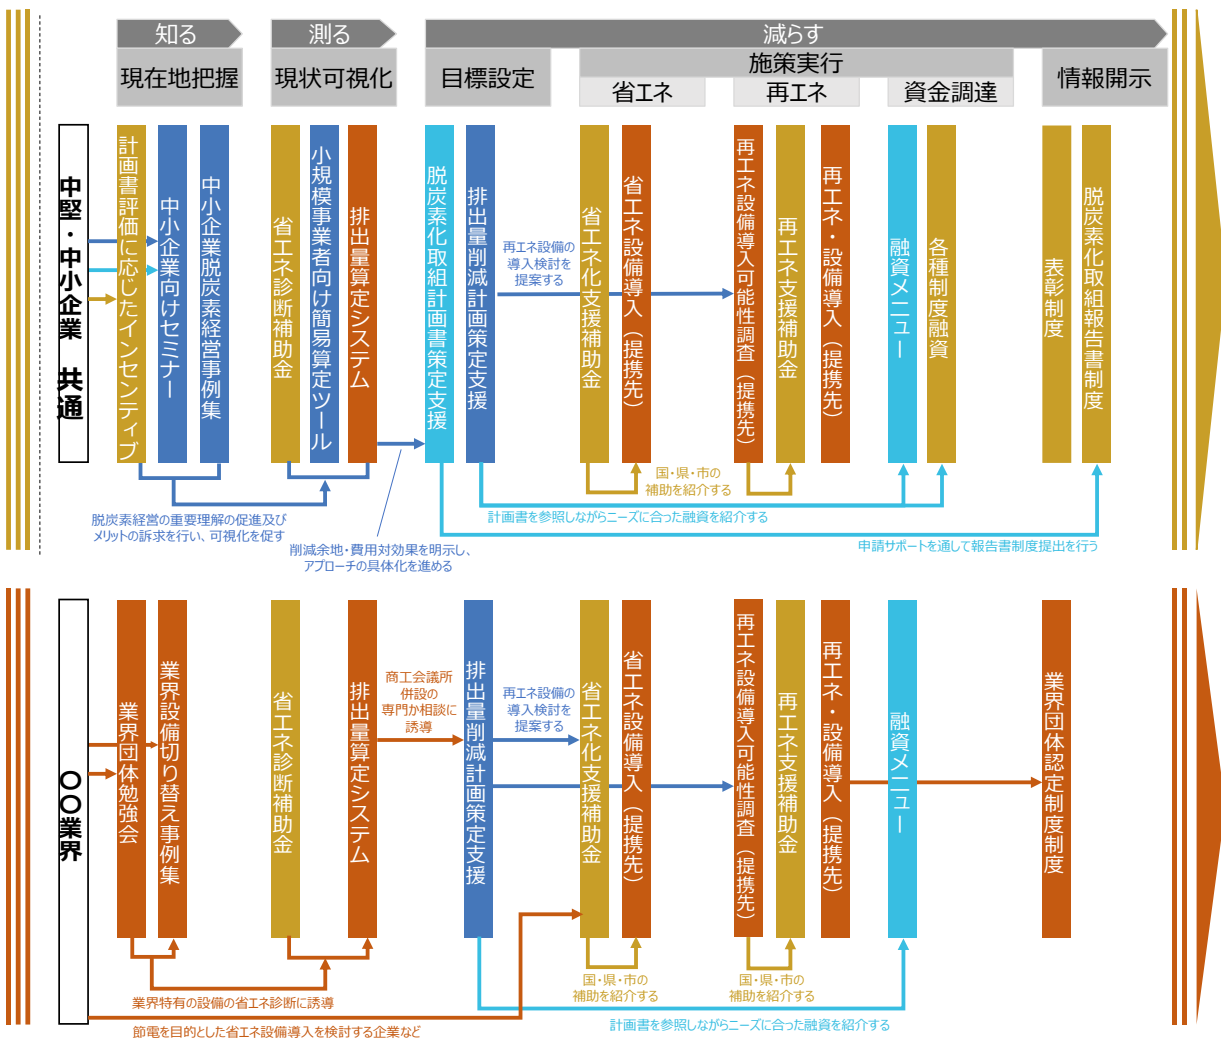 知る
測る
減らす
現在地把握
現状可視化
目標設定
施策実行
省エネ
再エネ
資金調達
情報開示
中堅・中小企業 共通
計画書評価に応じたインセンティブ
中小企業向けセミナー
中小企業脱炭素経営事例集
省エネ診断補助金
小規模事業者向け簡易算定ツール
排出量算定システム
脱炭素化取組計画書策定支援
排出量削減計画策定支援
再エネ設備の
導入検討を
提案する
省エネ化支援補助金
省エネ設備導入（提携先）
再エネ設備導入可能性調査（提携先）
再エネ支援補助金
再エネ・設備導入（提携先）
融資メニュー
各種制度融資
表彰制度
脱炭素化取組報告書制度
国・県・市の
補助を紹介する
脱炭素経営の重要理解の促進及び
メリットの訴求を行い、可視化を促す
計画書を参照しながらニーズに合った融資を紹介する
削減余地・費用対効果を明示し、
アプローチの具体化を進める
申請サポートを通して報告書制度提出を行う
〇〇業界
業界団体勉強会
業界設備切り替え事例集
省エネ診断補助金
排出量算定システム
商工会議所
併設の
専門か相談に
誘導
排出量削減計画策定支援
再エネ設備の
導入検討を
提案する
省エネ化支援補助金
省エネ設備導入（提携先）
再エネ設備導入可能性調査（提携先）
再エネ支援補助金
再エネ・設備導入（提携先）
融資メニュー
業界団体認定制度制度
国・県・市の
補助を紹介する
国・県・市の
補助を紹介する
業界特有の設備の省エネ診断に誘導
節電を目的とした省エネ設備導入を検討する企業など
計画書を参照しながらニーズに合った融資を紹介する